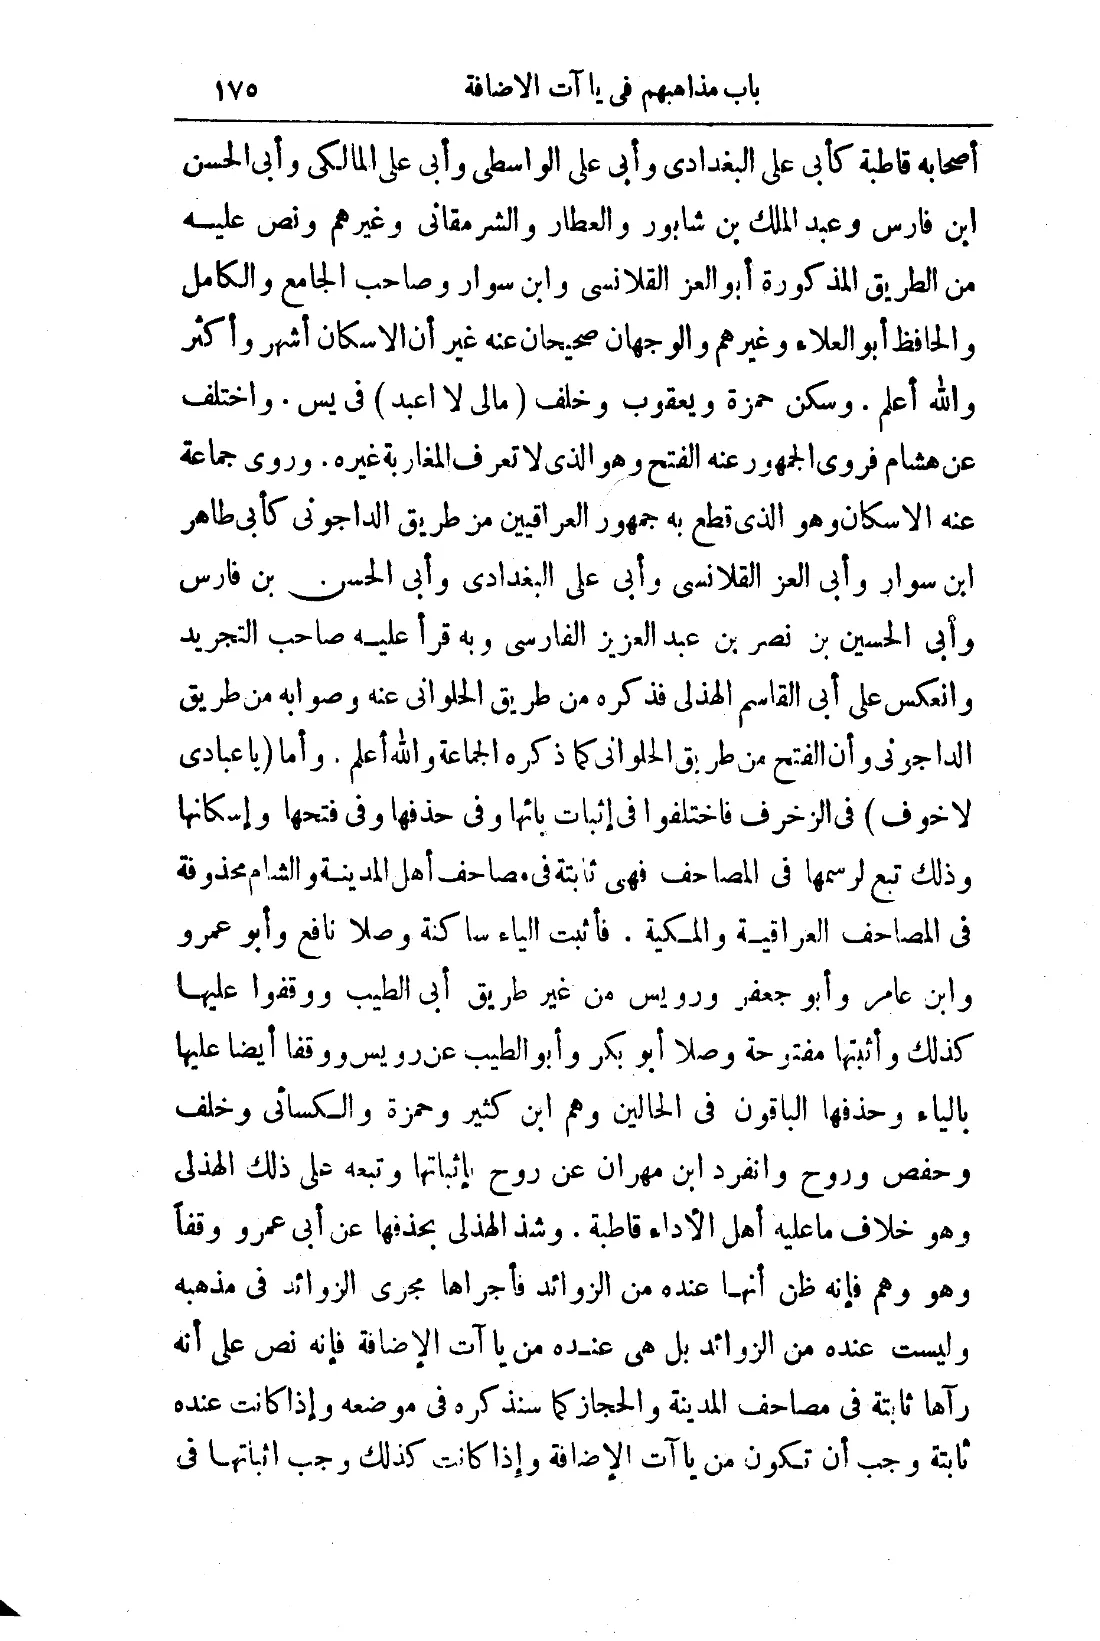 باب مذاهبهم فى ياآت الاضافة ١٧٥
أصحابه قاطبة كأبى على البغدادى وأبى على الواسطى وأبى على المالكى وأبى الحسن
ابن فارس وعبد الملك بن شابور والعطار والشرمقانى وغيرهم ونص عليه
من الطريق المذكورة أبو العز القلانسى وابن سوار وصاحب الجامع والكامل
والحافظ أبو العلاء وغيرهم والوجهان صحيحان عنه غير أن الاسكان أشهر وأكثر
والله أعلم . وسكن حمزة ويعقوب وخلف (مالى لا اعبد) فى يس . واختلف
عن هشام فروى الجمهور عنه الفتح وهو الذى لا تعرف المغاربة غيره . وروى جماعة
عنه الاسكان وهو الذى قطع به جمهور العراقيين من طريق الداجونى كأبى طاهر
ابن سوار وأبى العز القلانسى وأبى على البغدادى وأبى الحسن بن فارس
وأبى الحسين بن نصر بن عبد العزيز الفارسى وبه قرأ عليه صاحب التجريد
وانعكس على أبى القاسم الهذلى فذكره من طريق الحلوانى عنه وصوابه من طريق
الداجونى وأن الفتح من طريق الحلوانى كما ذكره الجماعة والله أعلم . وأما (يا عبادى
لا خوف) فى الزخرف فاختلفوا فى إثبات يائها وفى حذفها وفى فتحها وإسكانها
وذلك تبع لرسمها فى المصاحف فهى ثابتة فى مصاحف أهل المدينة والشام محذوفة
فى المصاحف العراقية والمكية . فأثبت الياء ساكنة وصلا نافع وأبو عمرو
وابن عامر وأبو جعفر ورويس من غير طريق أبى الطيب ووقفوا عليها
كذلك وأثبتها مفتوحة وصلا أبو بكر وأبو الطيب عن رويس ووقفا أيضا عليها
بالياء وحذفها الباقون فى الحالين وهم ابن كثير وحمزة والكسائى وخلف
وحفص وروح وانفرد ابن مهران عن روح بإثباتها وتبعه على ذلك الهذلى
وهو خلاف ما عليه أهل الأداء قاطبة . وشذ الهذلى بحذفها عن أبى عمرو وقفاً
وهو وهم فإنه ظن أنها عنده من الزوائد فأجراها مجرى الزوائد فى مذهبه
وليست عنده من الزوائد بل هى عنده من ياآت الإضافة فإنه نص على أنه
رآها ثابتة فى مصاحف المدينة والحجاز كما سنذكره فى موضعه وإذا كانت عنده
ثابتة وجب أن تكون من ياآت الإضافة وإذا كانت كذلك وجب اثباتها فى